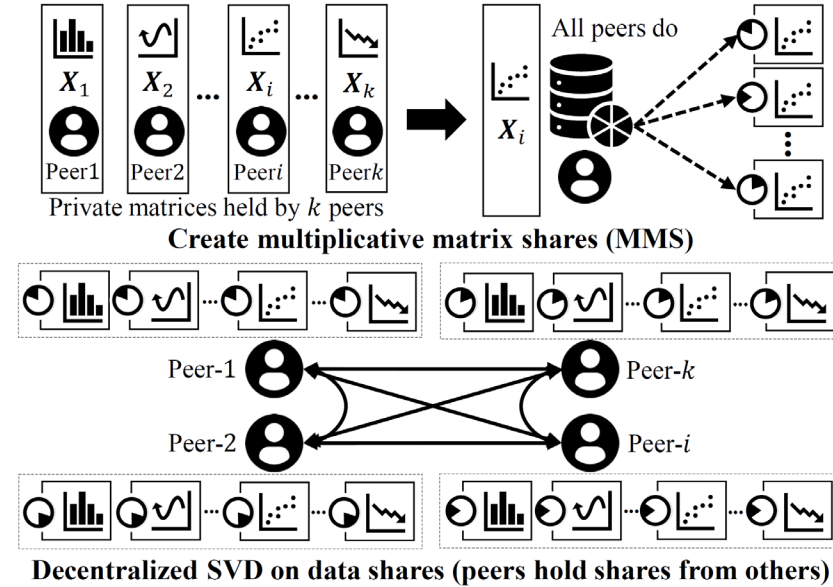 All peers do
X₁ X₂ ... Xᵢ ... Xₖ
Xᵢ
Peer1 Peer2 Peeri Peerk
Private matrices held by k peers
Create multiplicative matrix shares (MMS)
... ...
... ...
Peer-1 Peer-k
Peer-2 Peer-i
... ...
... ...
Decentralized SVD on data shares (peers hold shares from others)